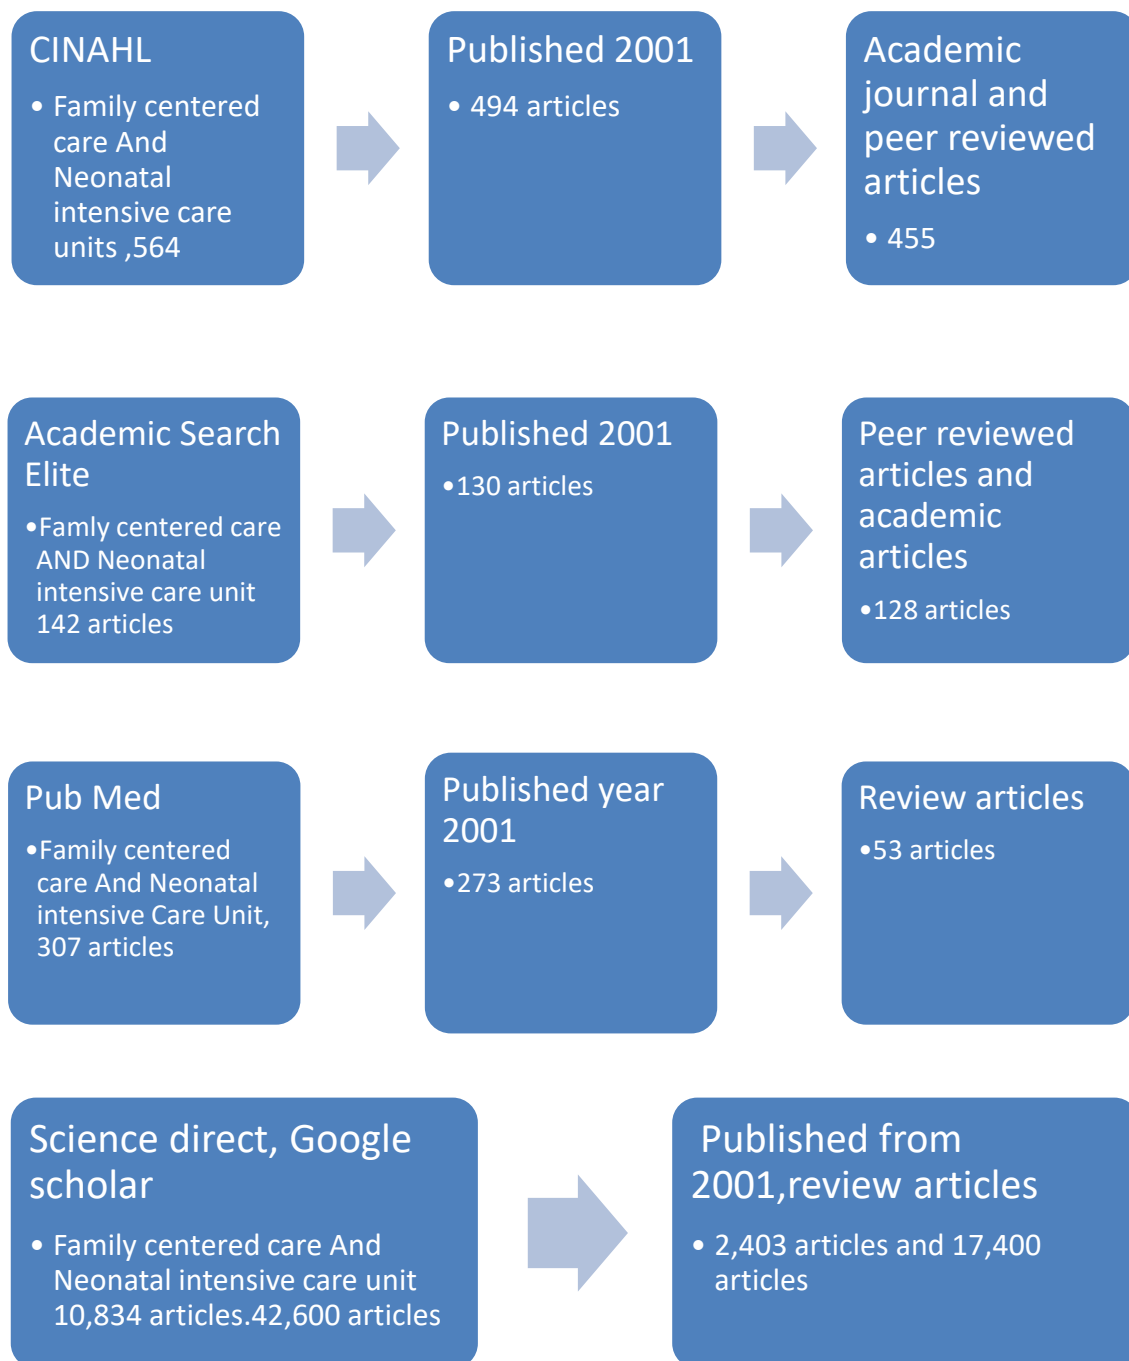 CINAHL
• Family centered
care And
Neonatal
intensive care
units ,564
Published 2001
• 494 articles
Academic
journal and
peer reviewed
articles
• 455
Academic Search
Elite
•Famly centered care
AND Neonatal
intensive care unit
142 articles
Published 2001
•130 articles
Peer reviewed
articles and
academic
articles
•128 articles
Pub Med
•Family centered
care And Neonatal
intensive Care Unit,
307 articles
Published year
2001
•273 articles
Review articles
•53 articles
Science direct, Google
scholar
• Family centered care And
Neonatal intensive care unit
10,834 articles.42,600 articles
Published from
2001,review articles
• 2,403 articles and 17,400
articles